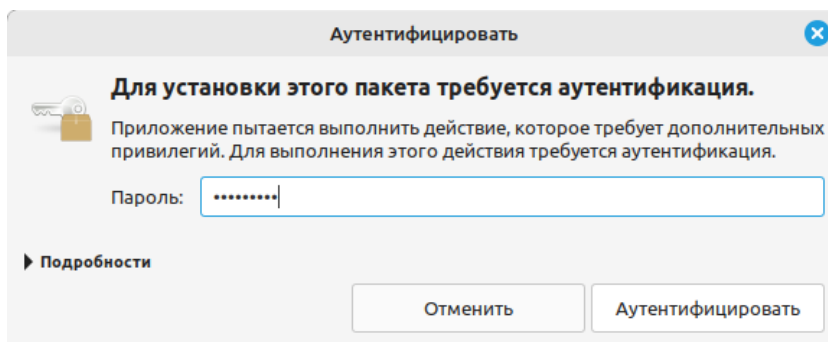 Аутентифицировать
Для установки этого пакета требуется аутентификация.
Приложение пытается выполнить действие, которое требует дополнительных
привилегий. Для выполнения этого действия требуется аутентификация.
Пароль: •••••••••
Подробности
Отменить Аутентифицировать